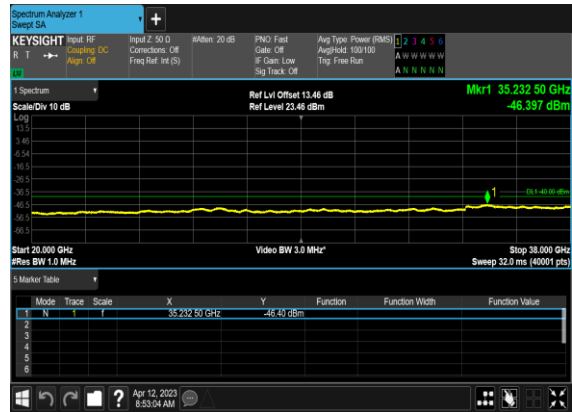 Spectrum Analyzer 1
Swept SA
+
KEYSIGHT Input: RF Input Z: 50 Ω #Atten: 20 dB PNO: Fast Avg Type: Power (RMS) 1 2 3 4 5 6
R T Coupling: DC Corrections: Off Gate: Off Avg|Hold: 100/100 A W W W W W
Align: Off Freq Ref: Int (S) IF Gain: Low Trig: Free Run
Sig Track: Off A N N N N N
1 Spectrum Ref Lvl Offset 13.46 dB Mkr1 35.232 50 GHz
Scale/Div 10 dB Ref Level 23.46 dBm -46.397 dBm
Log
13.5
3.46
-6.54
-16.5
-26.5
-36.5 1 DL1 -40.00 dBm
-46.5
-56.5
-66.5
Start 20.000 GHz Video BW 3.0 MHz* Stop 38.000 GHz
#Res BW 1.0 MHz Sweep 32.0 ms (40001 pts)
5 Marker Table
Mode Trace Scale X Y Function Function Width Function Value
1 N 1 f 35.232 50 GHz -46.40 dBm
2
3
4
5
6
? Apr 12, 2023
8:53:04 AM